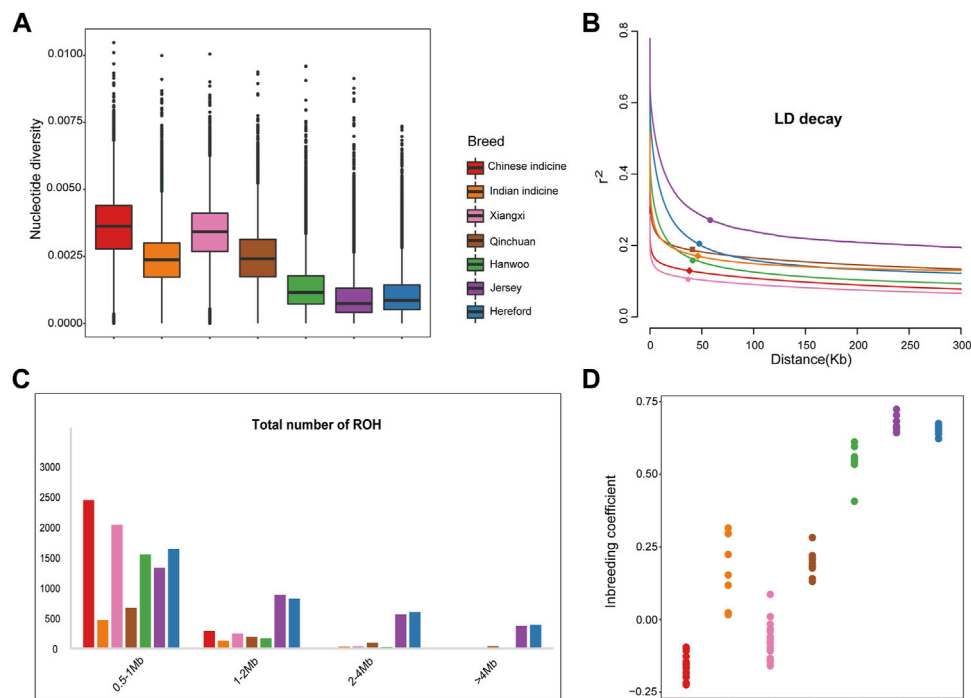 A
Nucleotide diversity
0.0100
0.0075
0.0050
0.0025
0.0000
Breed
Chinese indicine
Indian indicine
Xiangxi
Qinchuan
Hanwoo
Jersey
Hereford
B
LD decay
r²
0.8
0.6
0.4
0.2
0.0
0 50 100 150 200 250 300
Distance(Kb)
C
Total number of ROH
3000
2500
2000
1500
1000
500
0
0.5-1Mb
1-2Mb
2-4Mb
>4Mb
D
Inbreeding coefficient
0.75
0.50
0.25
0.00
−0.25